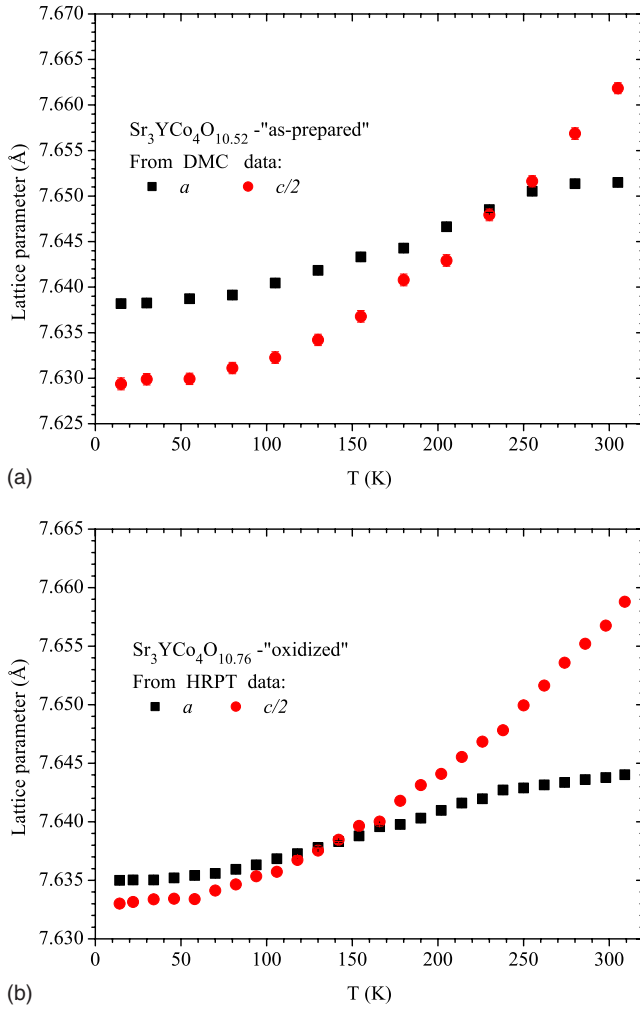 7.670
7.665
7.660
7.655
7.650
7.645
7.640
7.635
7.630
7.625
Lattice parameter (Å)
Sr₃YCo₄O₁₀.₅₂ -"as-prepared"
From DMC data:
a c/2
0 50 100 150 200 250 300
T (K)
(a)
7.665
7.660
7.655
7.650
7.645
7.640
7.635
7.630
Lattice parameter (Å)
Sr₃YCo₄O₁₀.₇₆ -"oxidized"
From HRPT data:
a c/2
0 50 100 150 200 250 300
T (K)
(b)